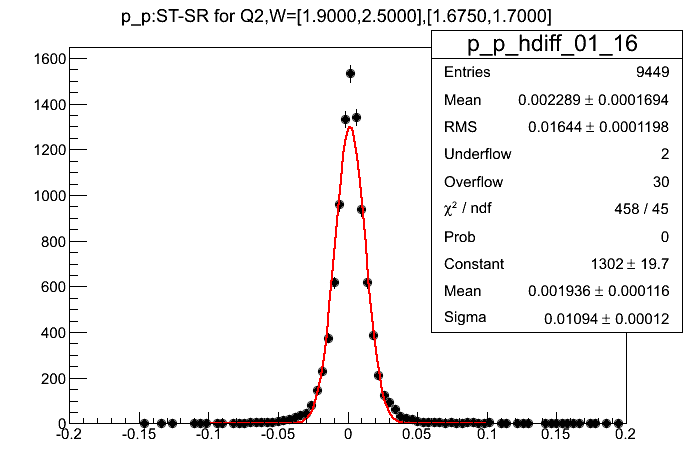 p_p:ST-SR for Q2,W=[1.9000,2.5000],[1.6750,1.7000]
p_p_hdiff_01_16
Entries 9449
Mean 0.002289 ± 0.0001694
RMS 0.01644 ± 0.0001198
Underflow 2
Overflow 30
χ² / ndf 458 / 45
Prob 0
Constant 1302 ± 19.7
Mean 0.001936 ± 0.000116
Sigma 0.01094 ± 0.00012
1600
1400
1200
1000
800
600
400
200
0
-0.2 -0.15 -0.1 -0.05 0 0.05 0.1 0.15 0.2